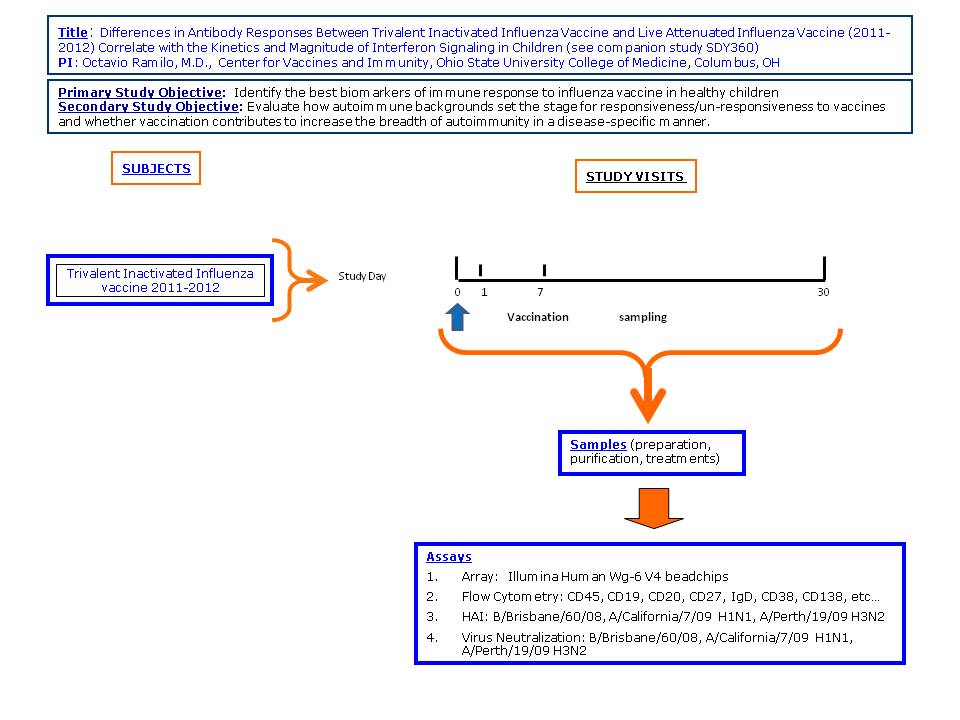 Title: Differences in Antibody Responses Between Trivalent Inactivated Influenza Vaccine and Live Attenuated Influenza Vaccine (2011-
2012) Correlate with the Kinetics and Magnitude of Interferon Signaling in Children (see companion study SDY360)
PI: Octavio Ramilo, M.D., Center for Vaccines and Immunity, Ohio State University College of Medicine, Columbus, OH
Primary Study Objective: Identify the best biomarkers of immune response to influenza vaccine in healthy children
Secondary Study Objective: Evaluate how autoimmune backgrounds set the stage for responsiveness/un-responsiveness to vaccines
and whether vaccination contributes to increase the breadth of autoimmunity in a disease-specific manner.
SUBJECTS
STUDY VISITS
Trivalent Inactivated Influenza
vaccine 2011-2012
Study Day
0 1 7 30
Vaccination sampling
Samples (preparation,
purification, treatments)
Assays
1. Array: Illumina Human Wg-6 V4 beadchips
2. Flow Cytometry: CD45, CD19, CD20, CD27, IgD, CD38, CD138, etc...
3. HAI: B/Brisbane/60/08, A/California/7/09 H1N1, A/Perth/19/09 H3N2
4. Virus Neutralization: B/Brisbane/60/08, A/California/7/09 H1N1,
A/Perth/19/09 H3N2